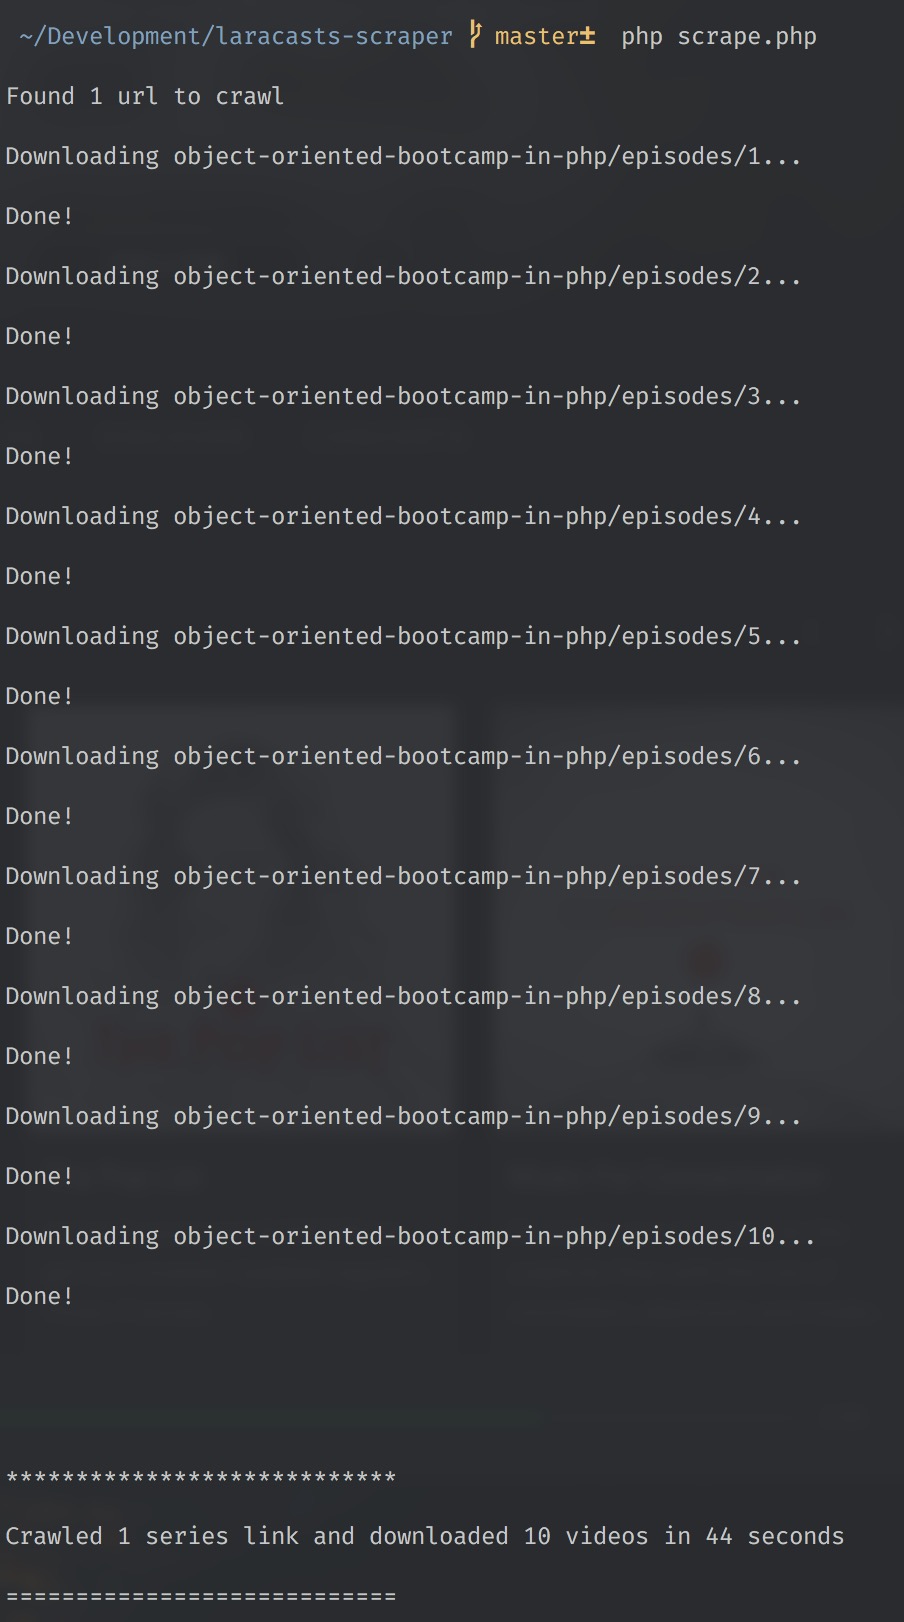 ~/Development/laracasts-scraper master± php scrape.php
Found 1 url to crawl
Downloading object-oriented-bootcamp-in-php/episodes/1...
Done!
Downloading object-oriented-bootcamp-in-php/episodes/2...
Done!
Downloading object-oriented-bootcamp-in-php/episodes/3...
Done!
Downloading object-oriented-bootcamp-in-php/episodes/4...
Done!
Downloading object-oriented-bootcamp-in-php/episodes/5...
Done!
Downloading object-oriented-bootcamp-in-php/episodes/6...
Done!
Downloading object-oriented-bootcamp-in-php/episodes/7...
Done!
Downloading object-oriented-bootcamp-in-php/episodes/8...
Done!
Downloading object-oriented-bootcamp-in-php/episodes/9...
Done!
Downloading object-oriented-bootcamp-in-php/episodes/10...
Done!
****************************
Crawled 1 series link and downloaded 10 videos in 44 seconds
============================